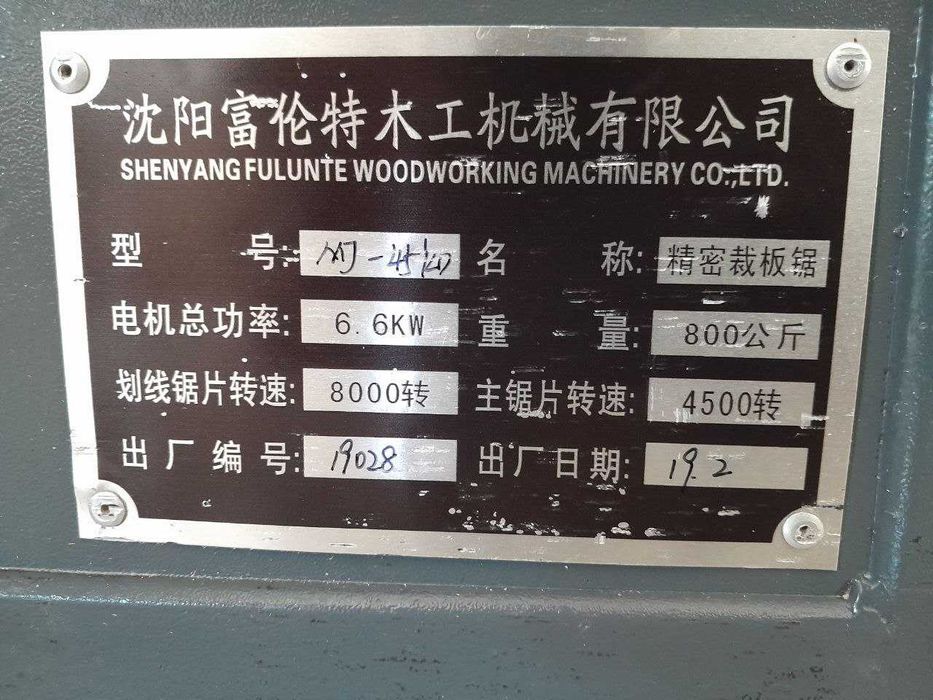 沈阳富伦特木工机械有限公司
SHENYANG FULUNTE WOODWORKING MACHINERY CO.,LTD.
型号: 名称: 精密裁板锯
电机总功率: 6.6KW 重量: 800公斤
划线锯片转速: 8000转 主锯片转速: 4500转
出厂编号: 19028 出厂日期: 19.2